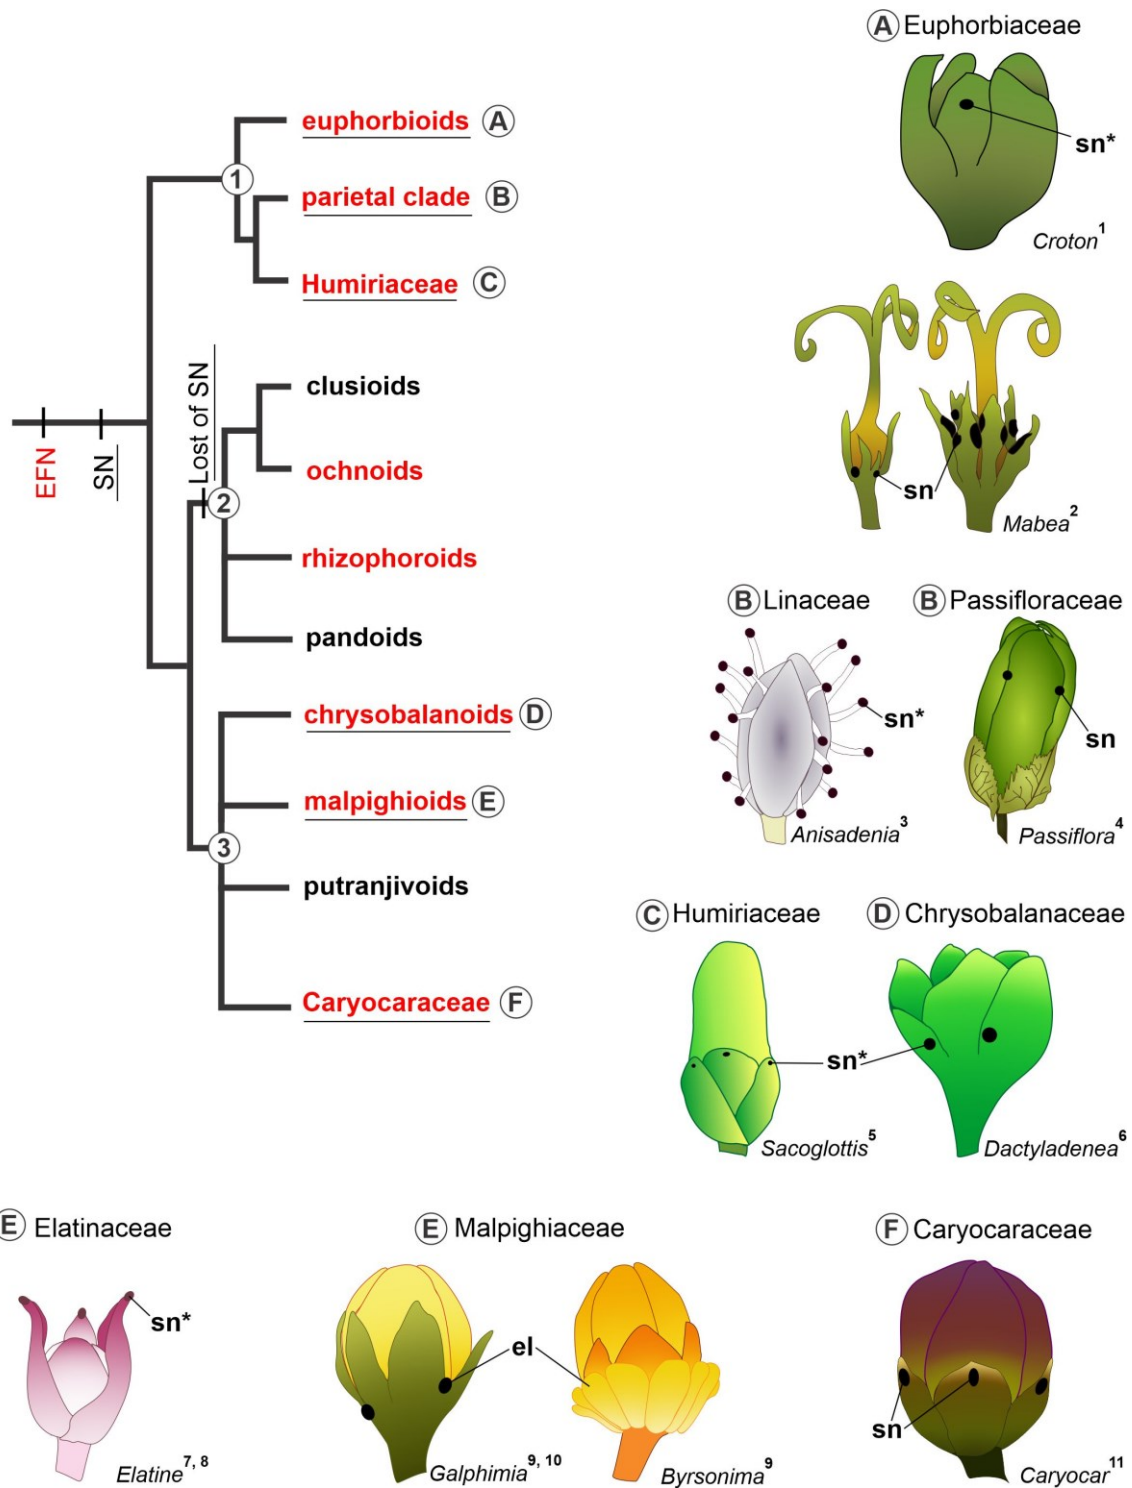 A Euphorbiaceae
sn*
Croton1
euphorbioids A
1
parietal clade B
Humiriaceae C
sn
Mabea2
clusioids
Lost of SN
EFN
SN
ochnoids
2
rhizophoroids
pandoids
B Linaceae
B Passifloraceae
sn*
sn
Anisadenia3
Passiflora4
chrysobalanoids D
malpighioids E
3
putranjivoids
Caryocaraceae F
C Humiriaceae
D Chrysobalanaceae
sn*
Sacoglottis5
Dactyladenea6
E Elatinaceae
E Malpighiaceae
F Caryocaraceae
sn*
el
sn
Elatine7, 8
Galphimia9, 10
Byrsonima9
Caryocar11